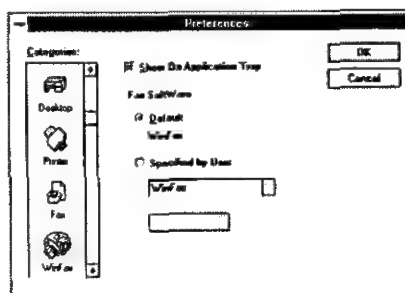 Preferences
Categories:
Desktop
Printer
Fax
WinFax
Show On Application Tray
Fax Software
Default
WinFax
Specified by User
WinFax
OK
Cancel